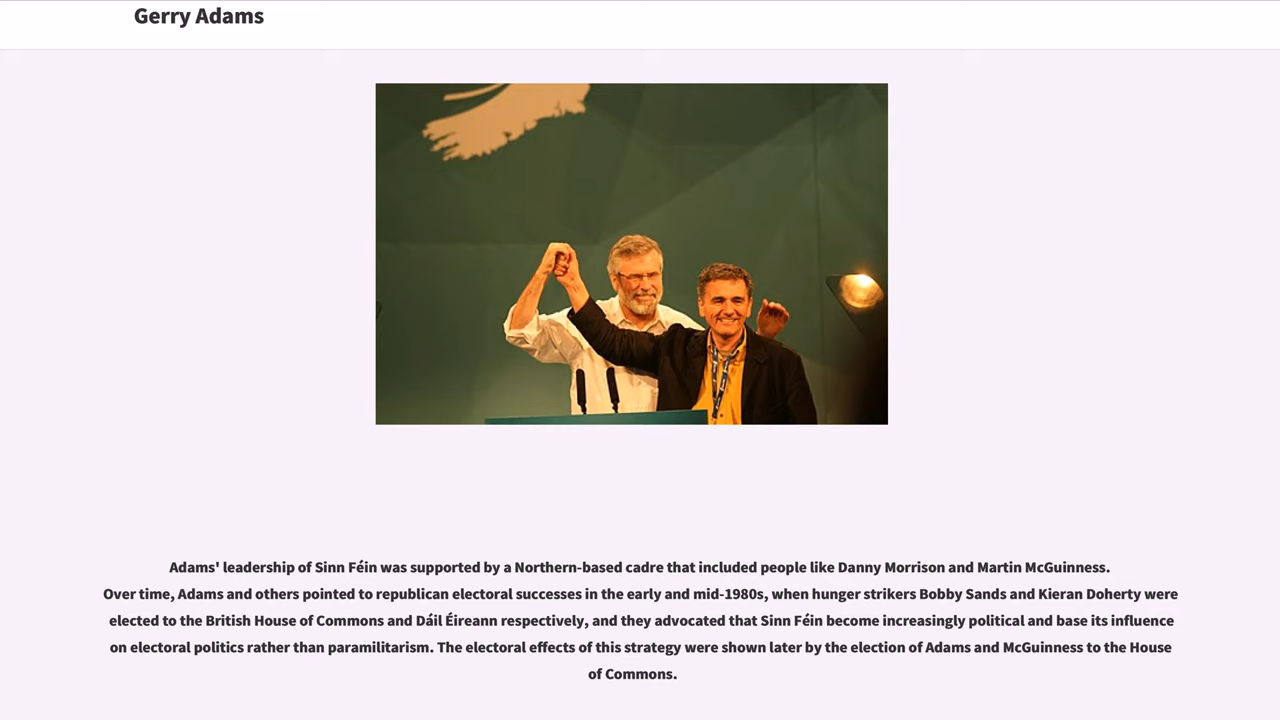 Gerry Adams
Adams' leadership of Sinn Féin was supported by a Northern-based cadre that included people like Danny Morrison and Martin McGuinness.
Over time, Adams and others pointed to republican electoral successes in the early and mid-1980s, when hunger strikers Bobby Sands and Kieran Doherty were
elected to the British House of Commons and Dáil Éireann respectively, and they advocated that Sinn Féin become increasingly political and base its influence
on electoral politics rather than paramilitarism. The electoral effects of this strategy were shown later by the election of Adams and McGuinness to the House
of Commons.